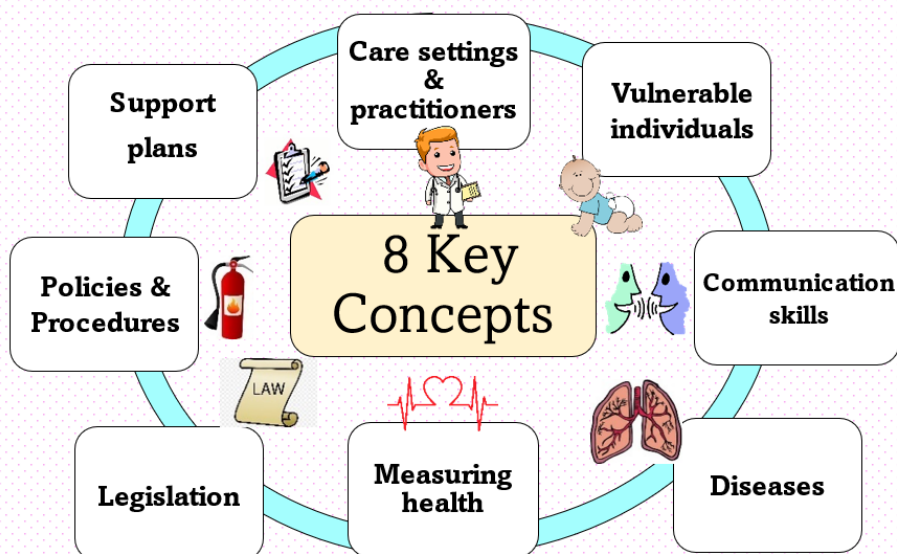 Care settings
&
practitioners
Vulnerable
individuals
Communication
skills
Diseases
Measuring
health
Legislation
Policies &
Procedures
Support
plans
8 Key
Concepts
LAW